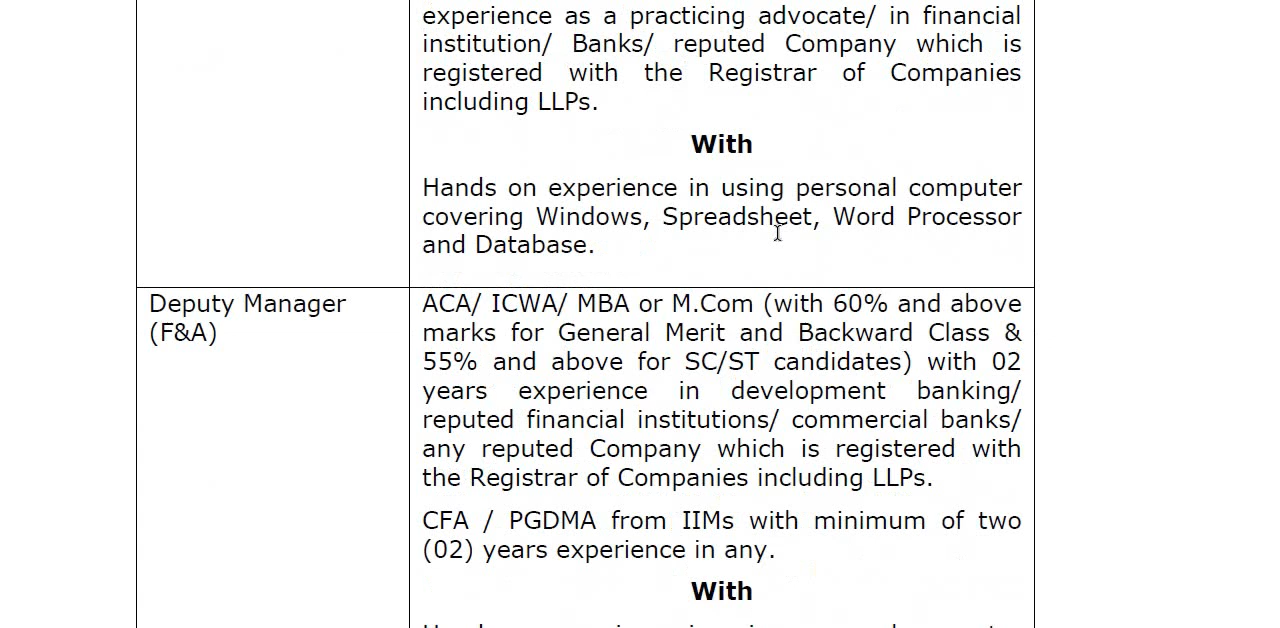 experience as a practicing advocate/ in financial
institution/ Banks/ reputed Company which is
registered with the Registrar of Companies
including LLPs.
With
Hands on experience in using personal computer
covering Windows, Spreadsheet, Word Processor
and Database.
Deputy Manager
(F&A)
ACA/ ICWA/ MBA or M.Com (with 60% and above
marks for General Merit and Backward Class &
55% and above for SC/ST candidates) with 02
years experience in development banking/
reputed financial institutions/ commercial banks/
any reputed Company which is registered with
the Registrar of Companies including LLPs.
CFA / PGDMA from IIMs with minimum of two
(02) years experience in any.
With